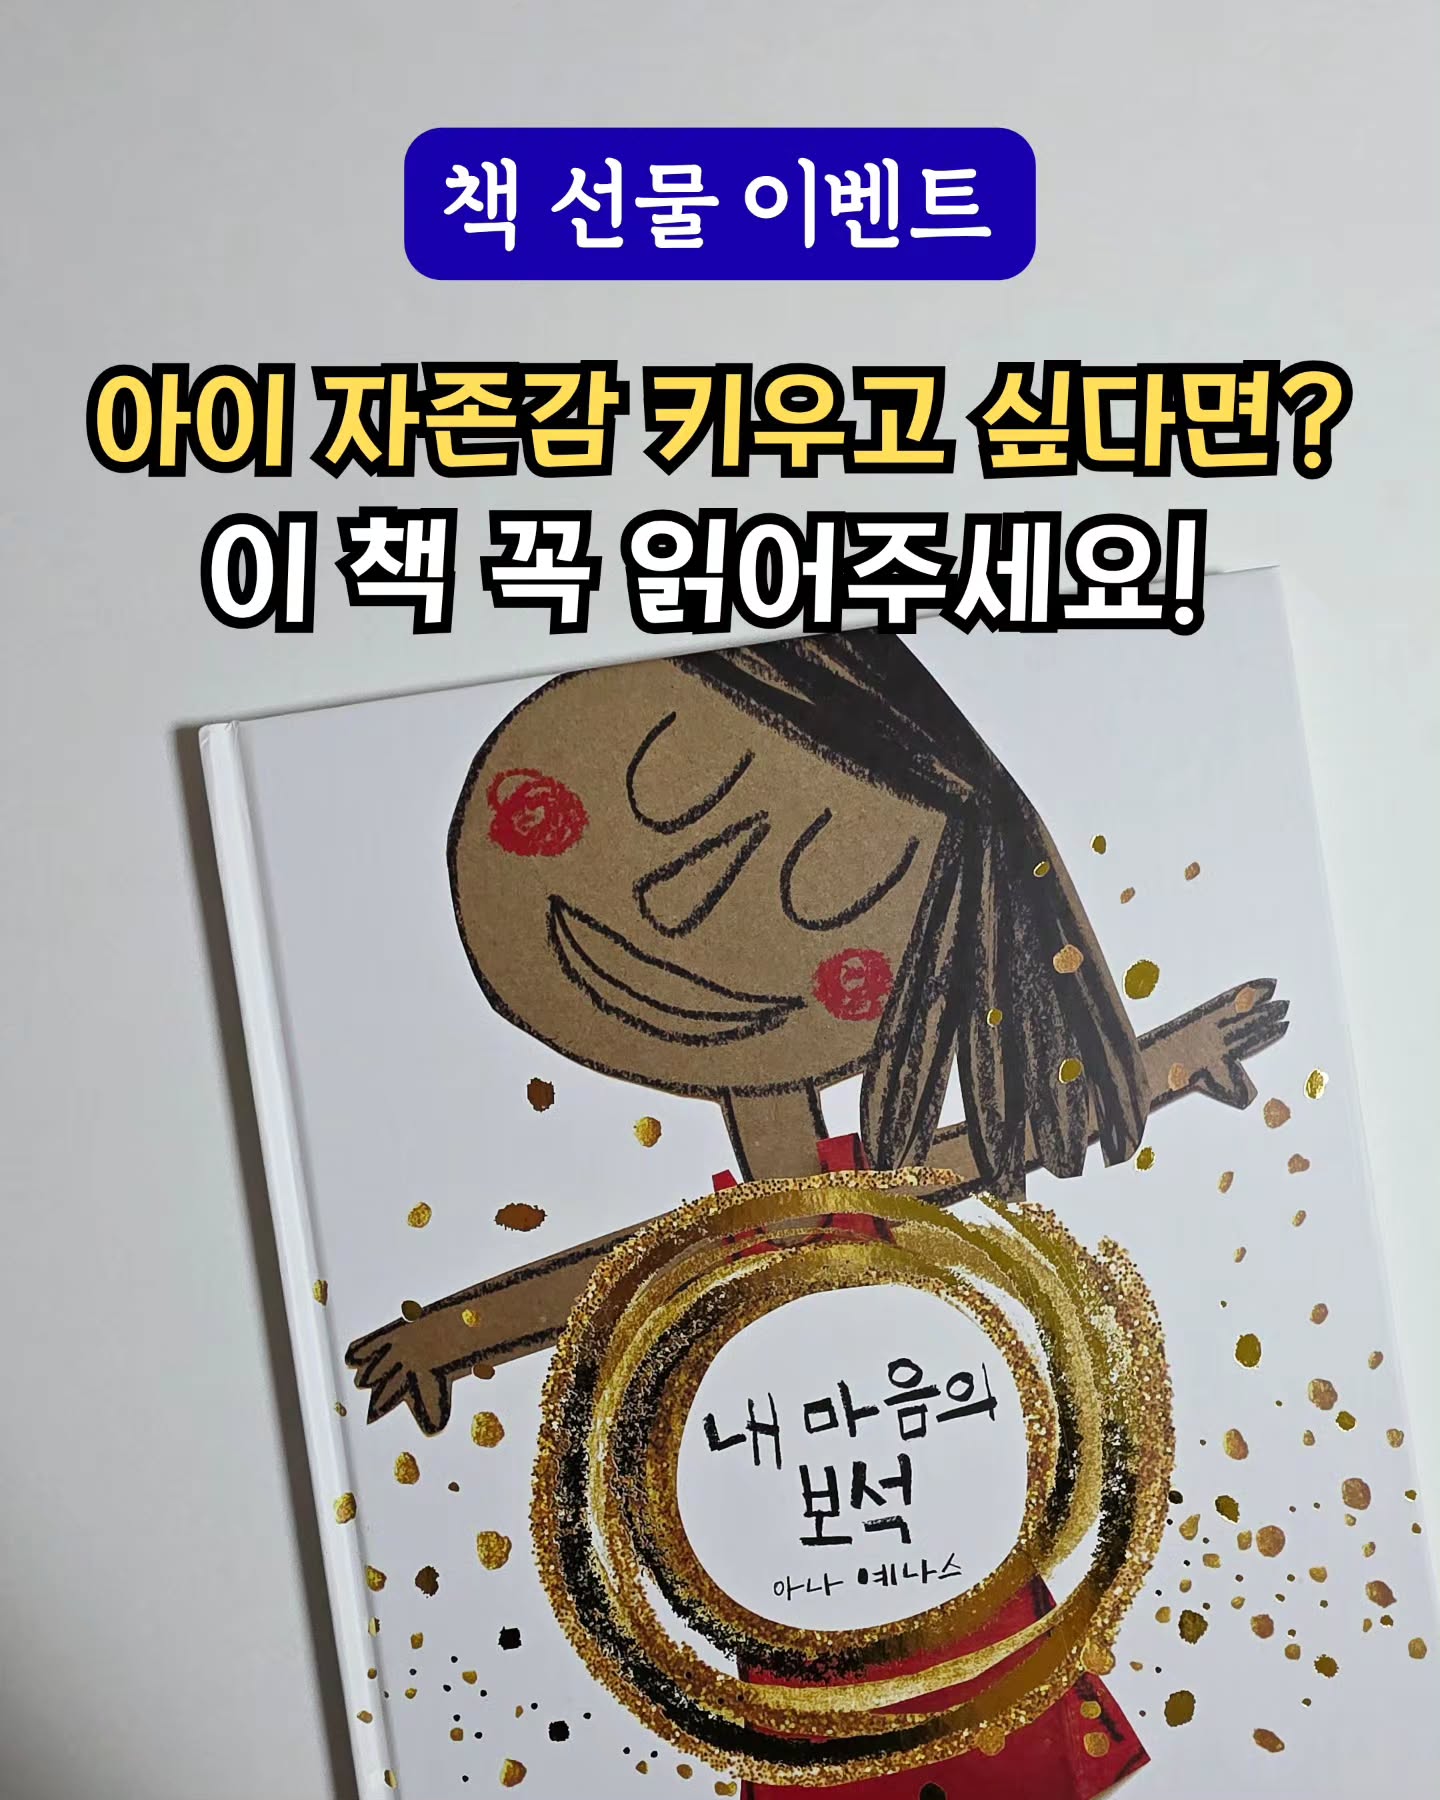 책 선물 이벤트
아이 자존감 키우고 싶다면?
이 책 꼭 읽어주세요!
내 마음의
보석
아나 예나스